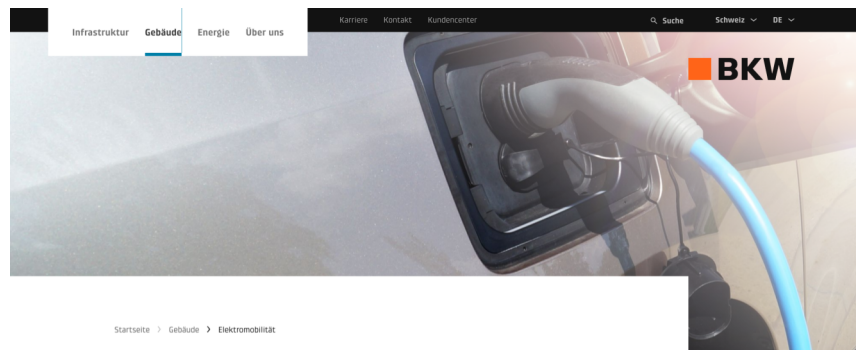 Karriere Kontakt Kundencenter Suche Schweiz DE
Infrastruktur Gebäude Energie Über uns
BKW
Startseite > Gebäude > Elektromobilität